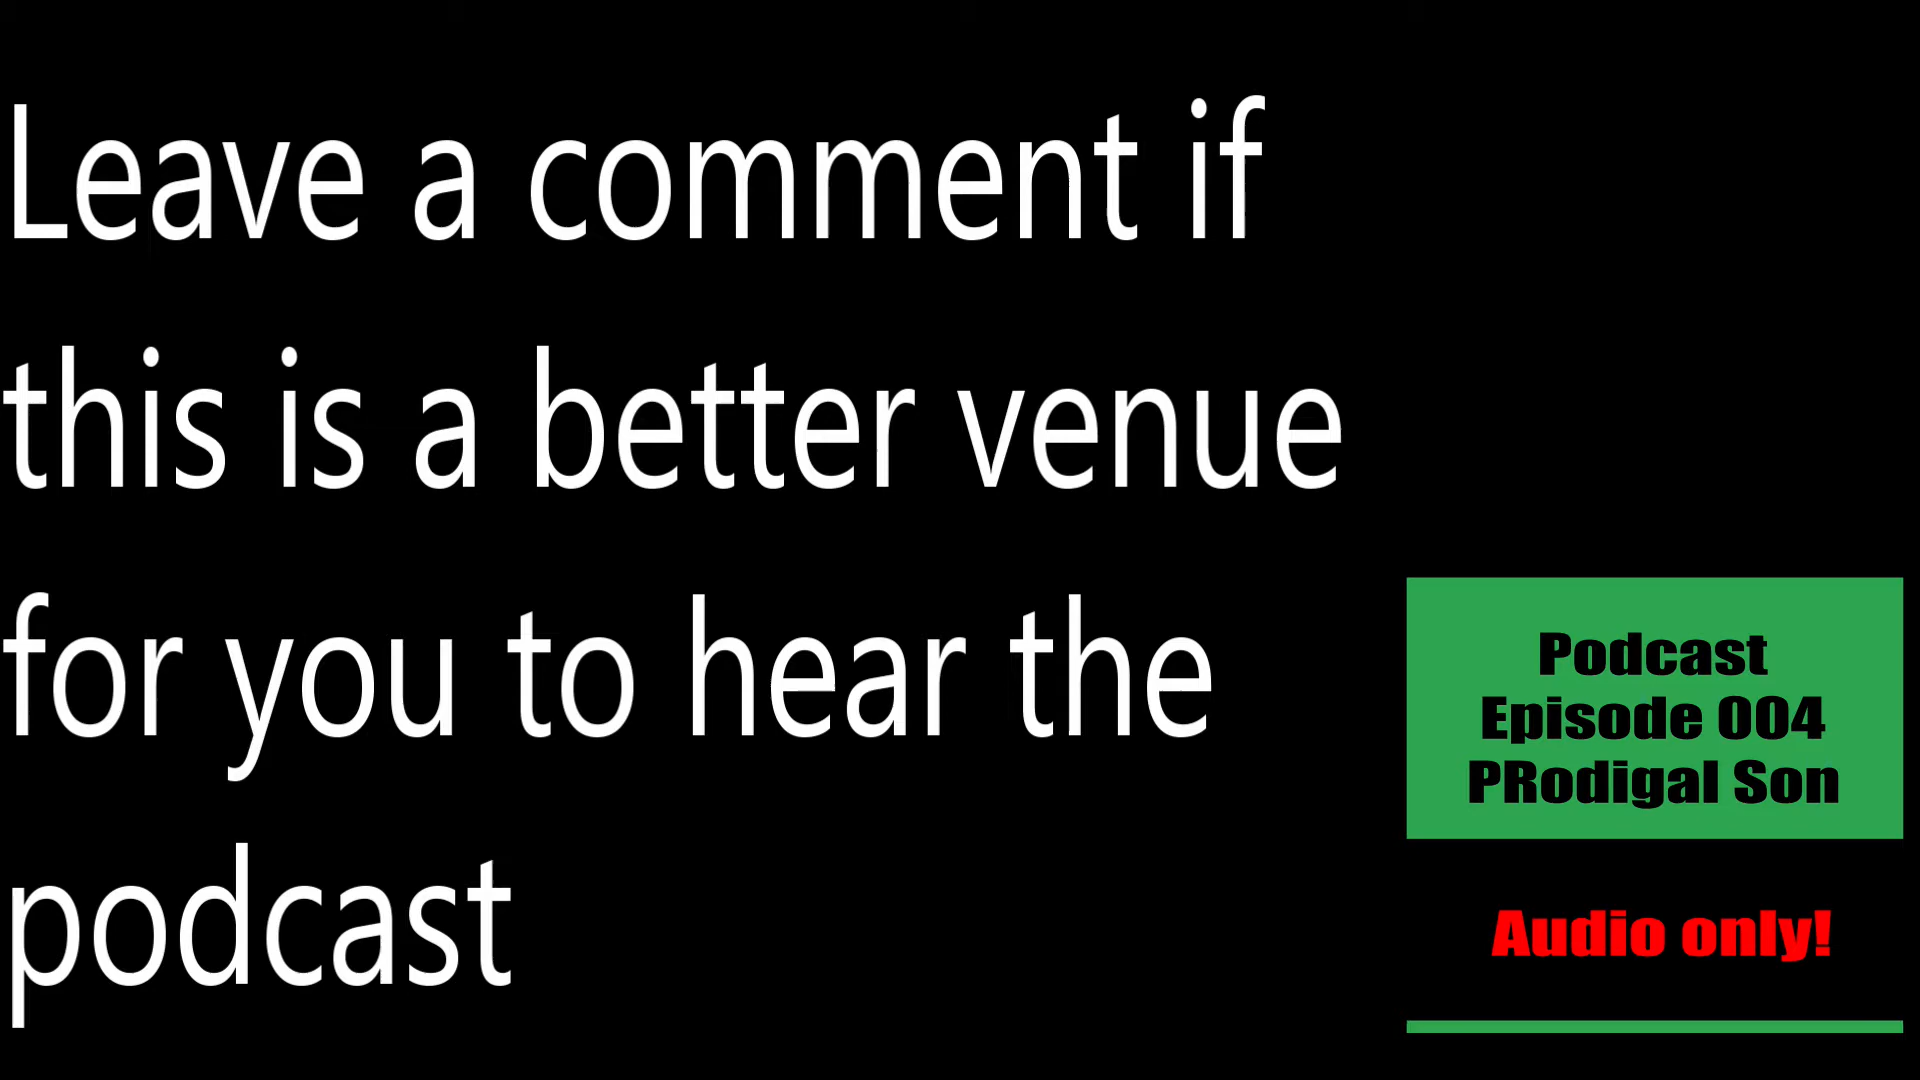 Leave a comment if
this is a better venue
for you to hear the
podcast
Podcast
Episode 004
PRodigal Son
Audio only!